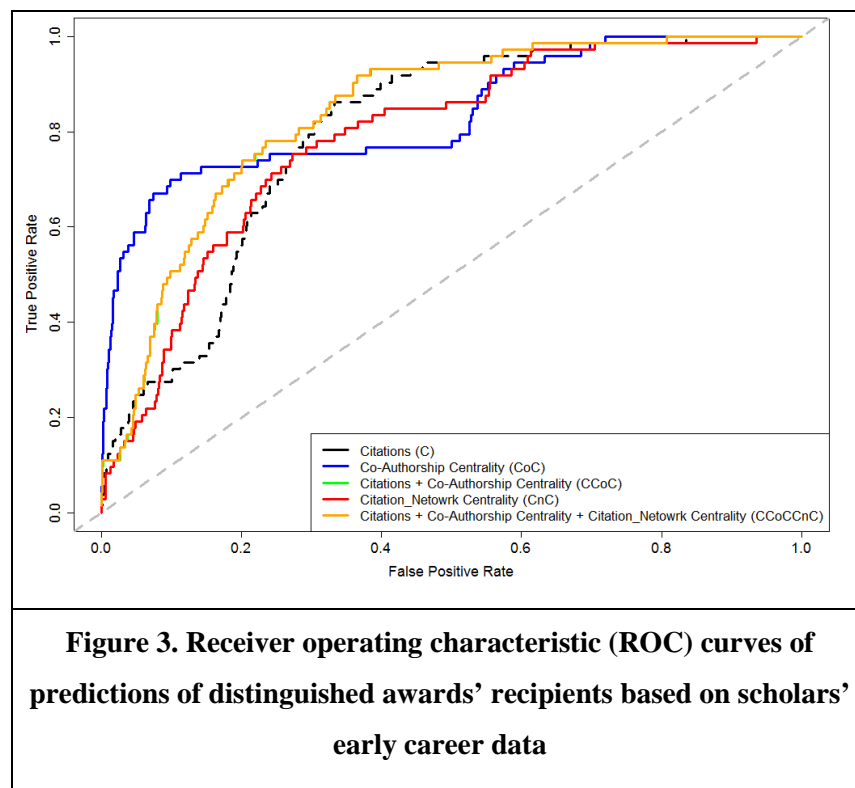 1.0
0.8
0.6
0.4
0.2
0.0
True Positive Rate
Citations (C)
Co-Authorship Centrality (CoC)
Citations + Co-Authorship Centrality (CCoC)
Citation_Netowrk Centrality (CnC)
Citations + Co-Authorship Centrality + Citation_Netowrk Centrality (CCoCCnC)
0.0 0.2 0.4 0.6 0.8 1.0
False Positive Rate
Figure 3. Receiver operating characteristic (ROC) curves of
predictions of distinguished awards’ recipients based on scholars’
early career data